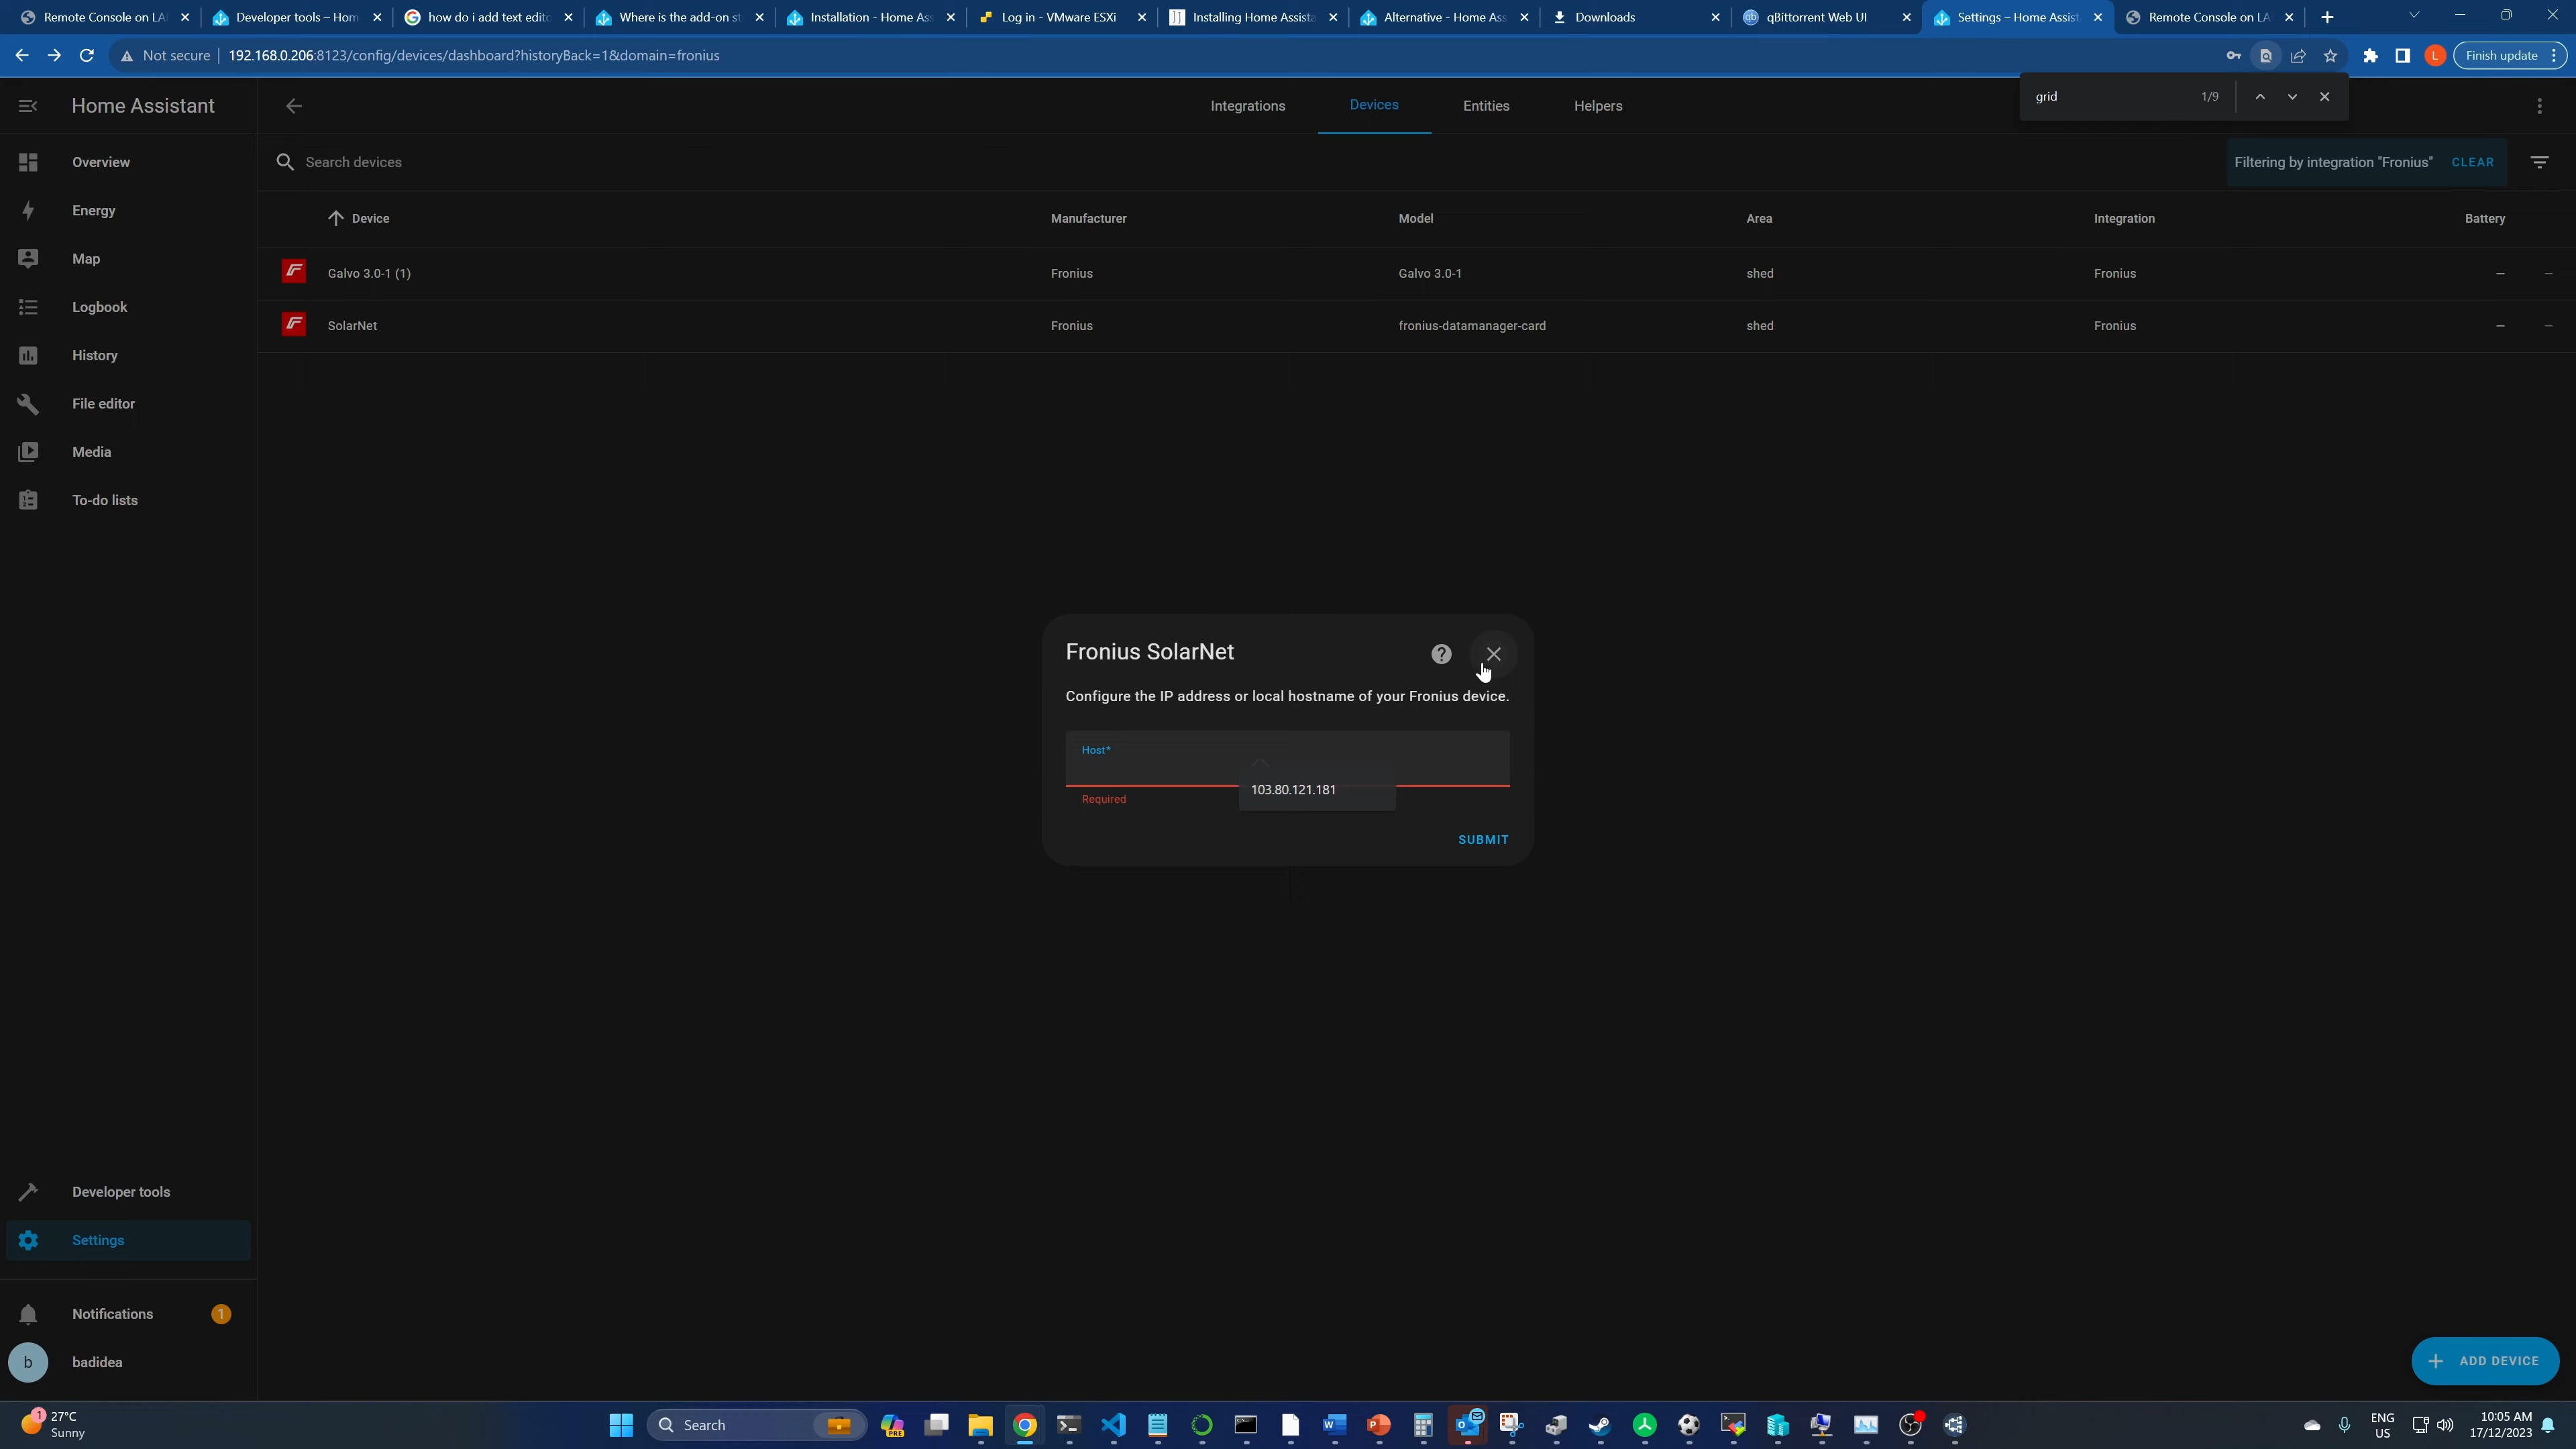 Remote Console on LA
Developer tools – Hom
how do i add text edito
Where is the add-on st
Installation - Home Ass
Log in - VMware ESXi
Installing Home Assista
Alternative - Home Ass
Downloads
qBittorrent Web UI
Settings – Home Assist
Remote Console on LA
Not secure
192.168.0.206:8123/config/devices/dashboard?historyBack=1&domain=fronius
L
Finish update
grid
1/9
Home Assistant
Integrations
Devices
Entities
Helpers
Overview
Energy
Map
Logbook
History
File editor
Media
To-do lists
Search devices
Filtering by integration "Fronius"
CLEAR
Device
Manufacturer
Model
Area
Integration
Battery
Galvo 3.0-1 (1)
Fronius
Galvo 3.0-1
shed
Fronius
–
–
SolarNet
Fronius
fronius-datamanager-card
shed
Fronius
–
–
Fronius SolarNet
Configure the IP address or local hostname of your Fronius device.
Host*
103.80.121.181
Required
SUBMIT
Developer tools
Settings
Notifications
1
b
badidea
ADD DEVICE
1
27°C
Sunny
Search
PRE
ENG
US
10:05 AM
17/12/2023